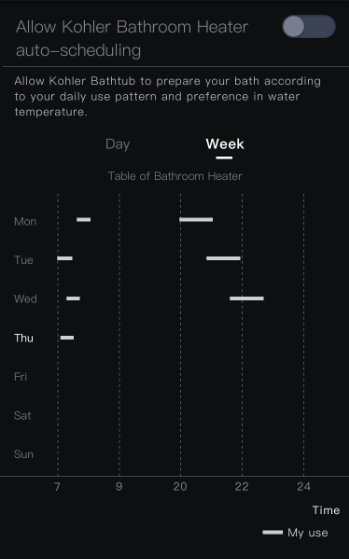 Allow Kohler Bathroom Heater
auto-scheduling
Allow Kohler Bathtub to prepare your bath according
to your daily use pattern and preference in water
temperature.
Day Week
Table of Bathroom Heater
Mon
Tue
Wed
Thu
Fri
Sat
Sun
7 9 20 22 24
Time
My use